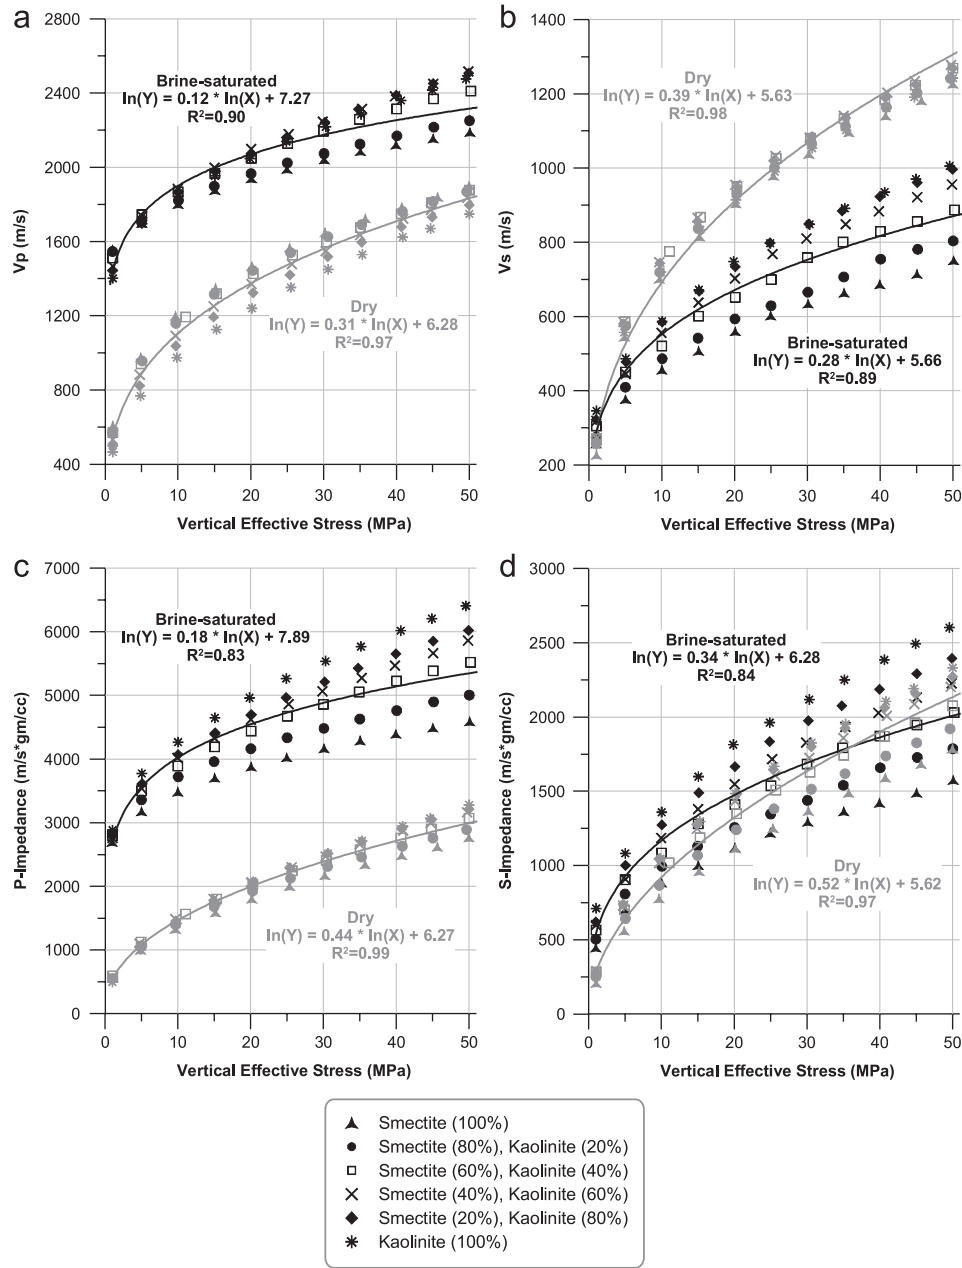 a
2800
2400
2000
1600
1200
800
400
Vp (m/s)
Brine-saturated
ln(Y) = 0.12 * ln(X) + 7.27
R²=0.90
Dry
ln(Y) = 0.31 * ln(X) + 6.28
R²=0.97
0 10 20 30 40 50
Vertical Effective Stress (MPa)
b
1400
1200
1000
800
600
400
200
Vs (m/s)
Dry
ln(Y) = 0.39 * ln(X) + 5.63
R²=0.98
Brine-saturated
ln(Y) = 0.28 * ln(X) + 5.66
R²=0.89
0 10 20 30 40 50
Vertical Effective Stress (MPa)
c
7000
6000
5000
4000
3000
2000
1000
0
P-Impedance (m/s*gm/cc)
Brine-saturated
ln(Y) = 0.18 * ln(X) + 7.89
R²=0.83
Dry
ln(Y) = 0.44 * ln(X) + 6.27
R²=0.99
0 10 20 30 40 50
Vertical Effective Stress (MPa)
d
3000
2500
2000
1500
1000
500
0
S-Impedance (m/s*gm/cc)
Brine-saturated
ln(Y) = 0.34 * ln(X) + 6.28
R²=0.84
Dry
ln(Y) = 0.52 * ln(X) + 5.62
R²=0.97
0 10 20 30 40 50
Vertical Effective Stress (MPa)
Smectite (100%)
Smectite (80%), Kaolinite (20%)
Smectite (60%), Kaolinite (40%)
Smectite (40%), Kaolinite (60%)
Smectite (20%), Kaolinite (80%)
Kaolinite (100%)